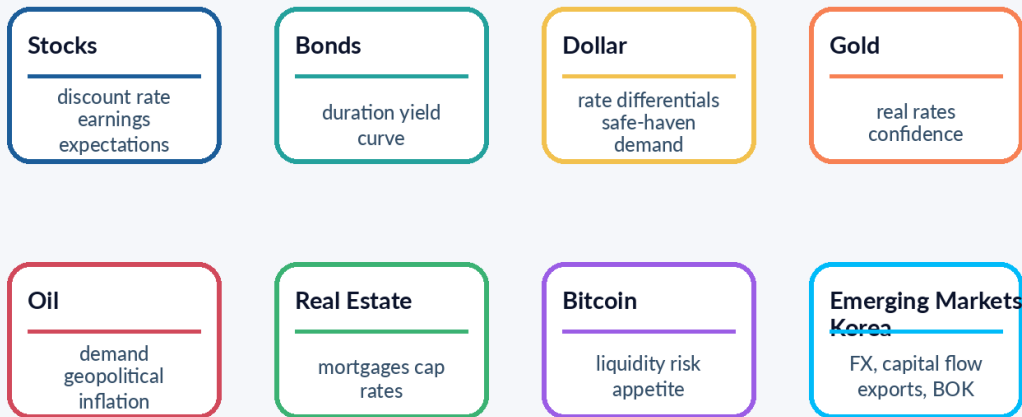 Stocks
discount rate
earnings
expectations
Bonds
duration yield
curve
Dollar
rate differentials
safe-haven
demand
Gold
real rates
confidence
Oil
demand
geopolitical
inflation
Real Estate
mortgages cap
rates
Bitcoin
liquidity risk
appetite
Emerging Markets
Korea
FX, capital flow
exports, BOK